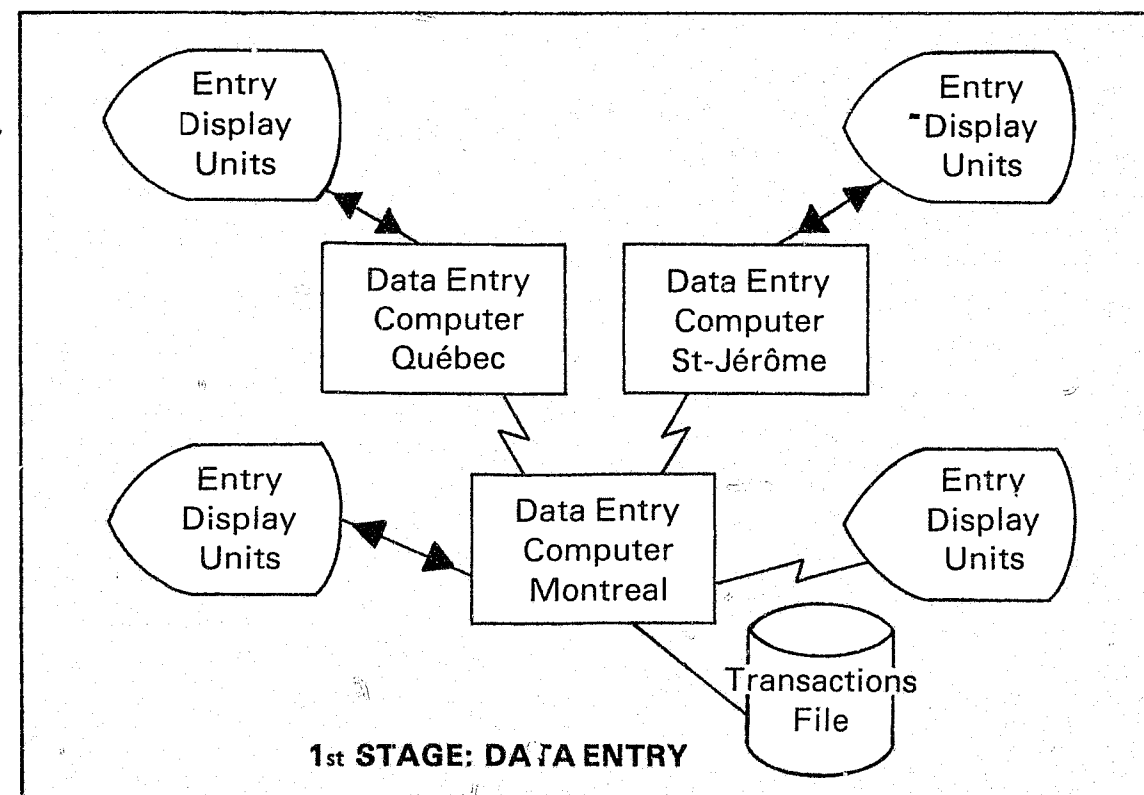 Entry
Display
Units
Entry
Display
Units
Data Entry
Computer
Québec
Data Entry
Computer
St-Jérôme
Entry
Display
Units
Data Entry
Computer
Montreal
Entry
Display
Units
Transactions
File
1st STAGE: DATA ENTRY